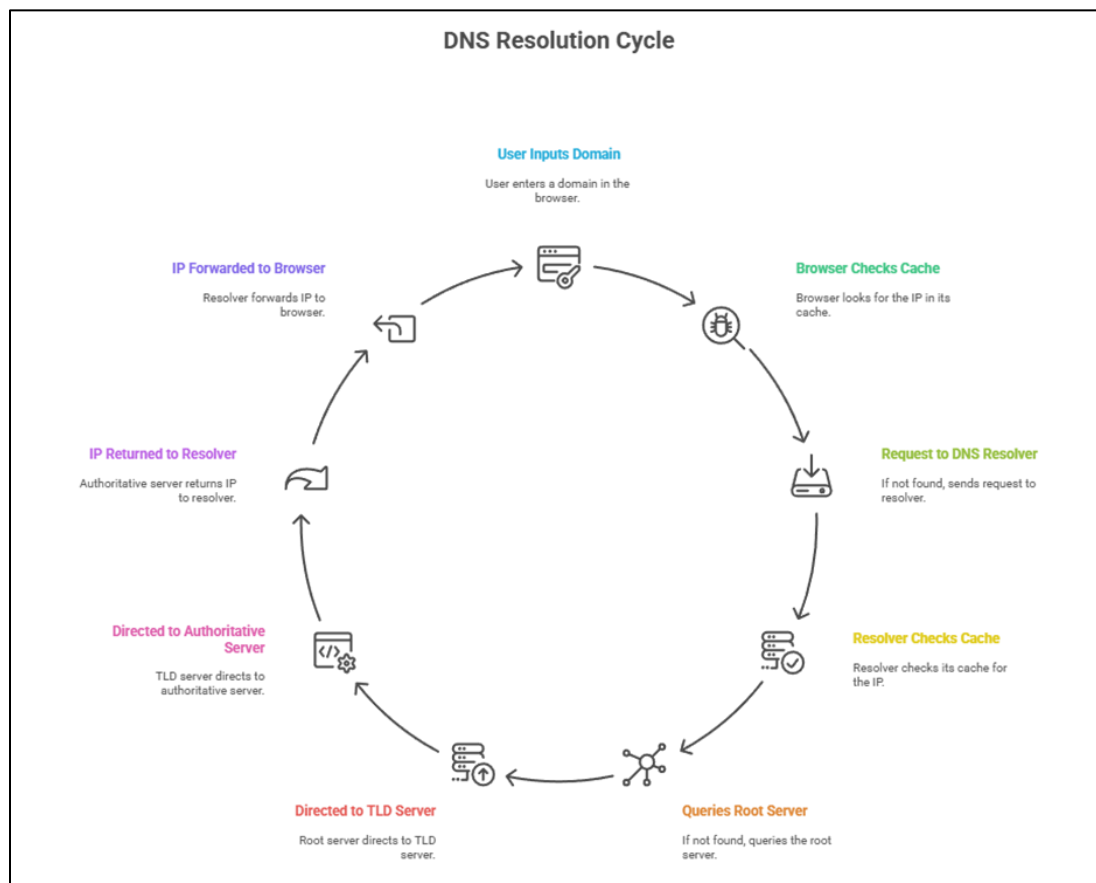 DNS Resolution Cycle
User Inputs Domain
User enters a domain in the
browser.
Browser Checks Cache
Browser looks for the IP in its
cache.
Request to DNS Resolver
If not found, sends request to
resolver.
Resolver Checks Cache
Resolver checks its cache for
the IP.
Queries Root Server
If not found, queries the root
server.
Directed to TLD Server
Root server directs to TLD
server.
Directed to Authoritative
Server
TLD server directs to
authoritative server.
IP Returned to Resolver
Authoritative server returns IP
to resolver.
IP Forwarded to Browser
Resolver forwards IP to
browser.